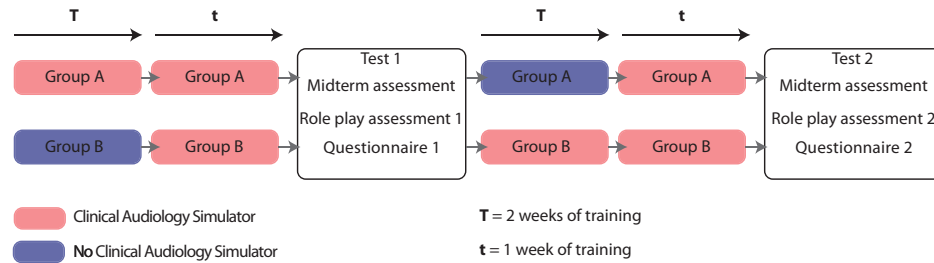 T t T t
Group A Group A Test 1 Group A Group A Test 2
Midterm assessment Midterm assessment
Role play assessment 1 Role play assessment 2
Group B Group B Questionnaire 1 Group B Group B Questionnaire 2
Clinical Audiology Simulator T = 2 weeks of training
No Clinical Audiology Simulator t = 1 week of training